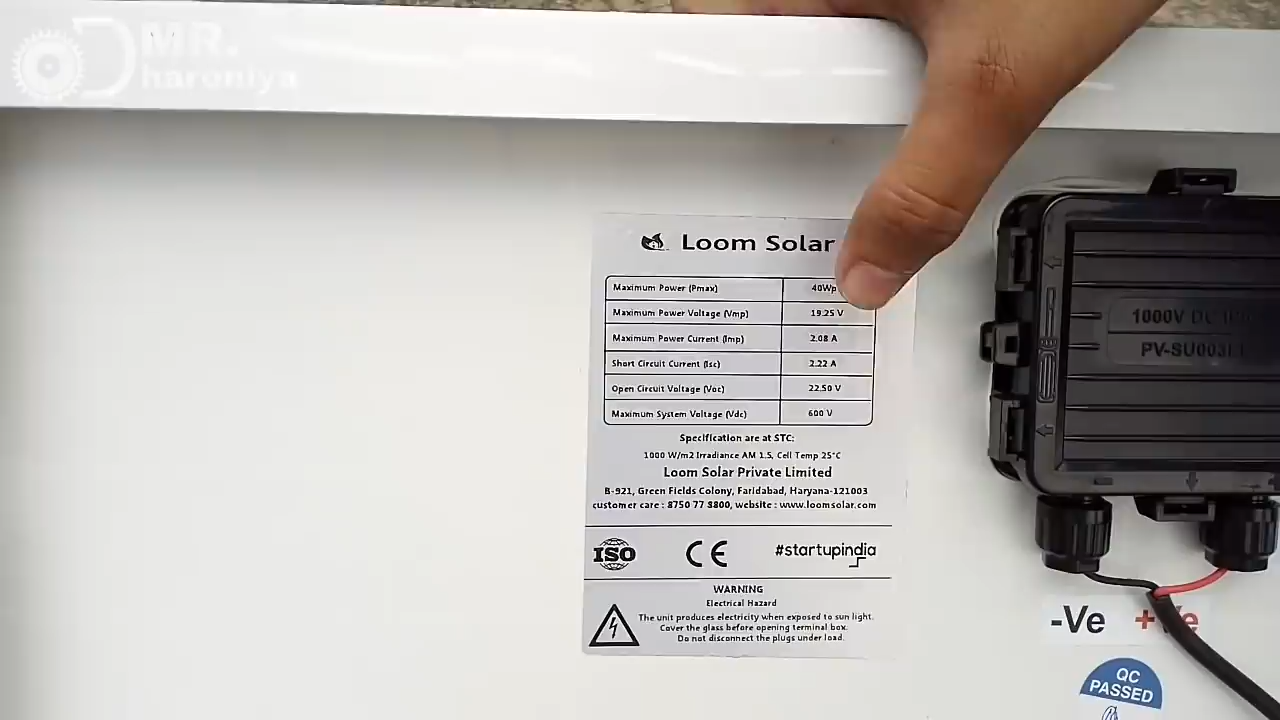 MR.
haroniya
Loom Solar
Maximum Power (Pmax) 40Wp
Maximum Power Voltage (Vmp) 19.25 V
Maximum Power Current (Imp) 2.08 A
Short Circuit Current (Isc) 2.22 A
Open Circuit Voltage (Voc) 22.50 V
Maximum System Voltage (Vdc) 600 V
Specification are at STC:
1000 W/m2 Irradiance AM 1.5, Cell Temp 25°C
Loom Solar Private Limited
B-921, Green Fields Colony, Faridabad, Haryana-121003
customer care : 8750 77 8800, website : www.loomsolar.com
ISO CE #startupindia
WARNING
Electrical Hazard
The unit produces electricity when exposed to sun light.
Cover the glass before opening terminal box.
Do not disconnect the plugs under load.
1000V DC
-Ve +Ve
QC
PASSED